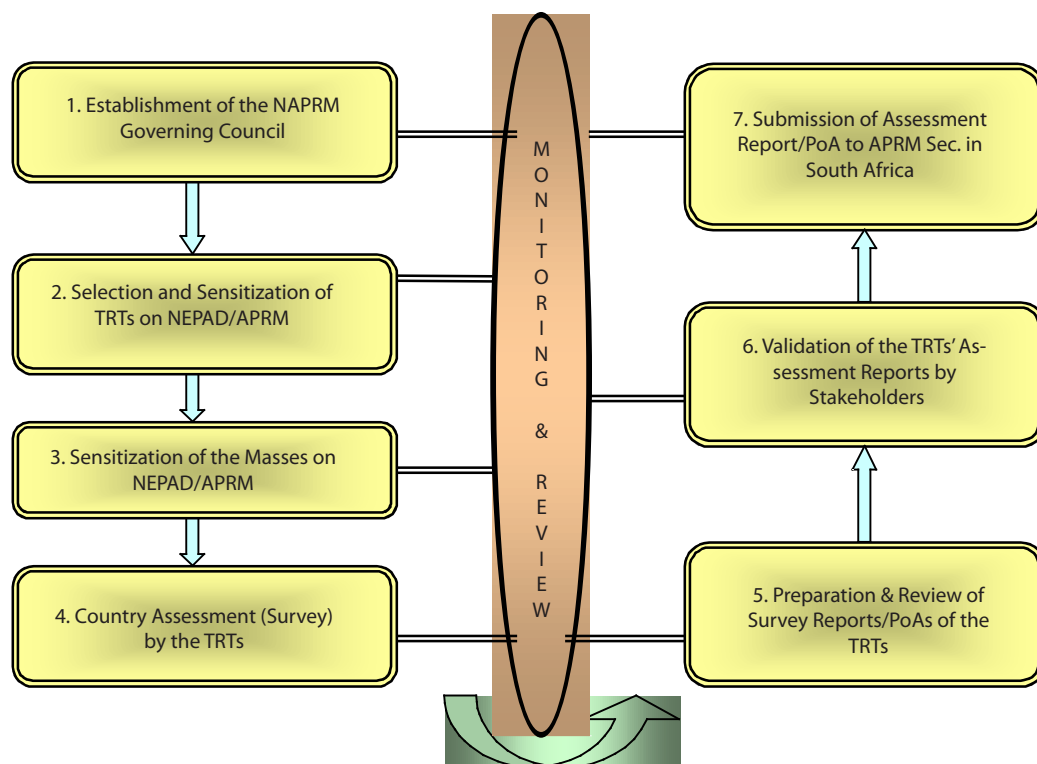 1. Establishment of the NAPRM
Governing Council
2. Selection and Sensitization of
TRTs on NEPAD/APRM
3. Sensitization of the Masses on
NEPAD/APRM
4. Country Assessment (Survey)
by the TRTs
M
O
N
I
T
O
R
I
N
G
&
R
E
V
I
E
W
7. Submission of Assessment
Report/PoA to APRM Sec. in
South Africa
6. Validation of the TRTs' As-
sessment Reports by
Stakeholders
5. Preparation & Review of
Survey Reports/PoAs of the
TRTs